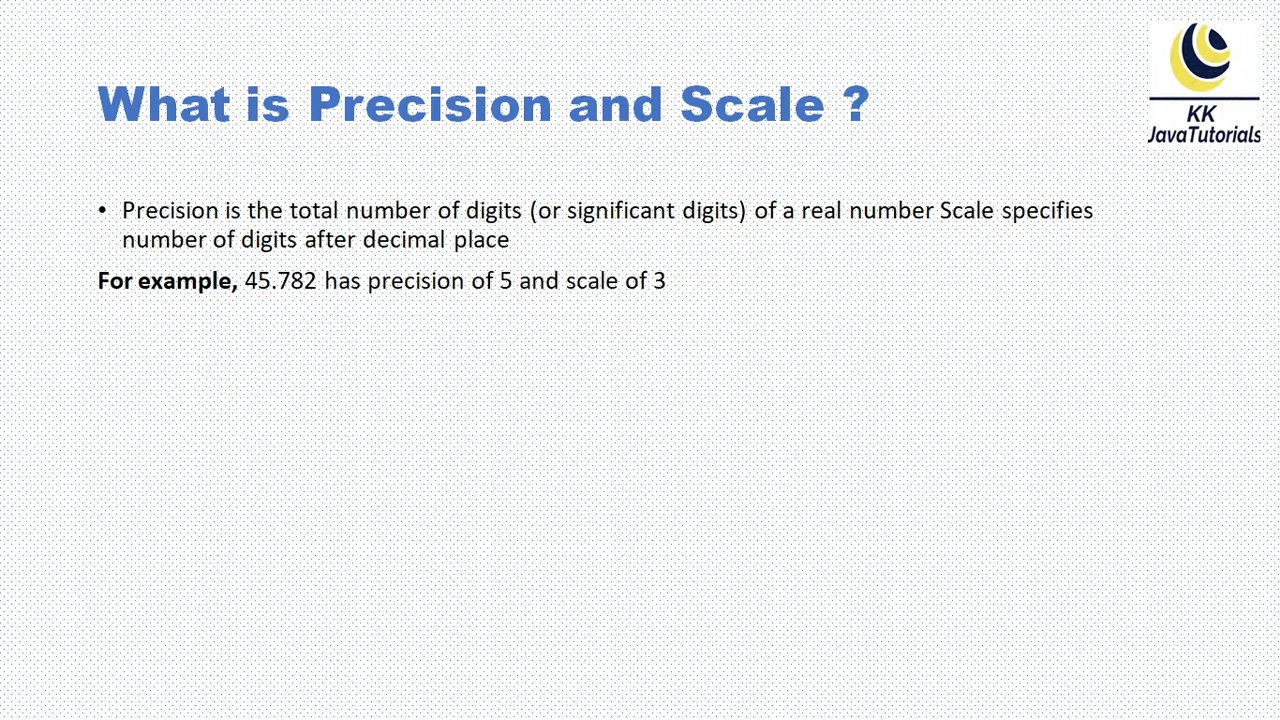 What is Precision and Scale ?
KK
JavaTutorials
• Precision is the total number of digits (or significant digits) of a real number Scale specifies
number of digits after decimal place
For example, 45.782 has precision of 5 and scale of 3